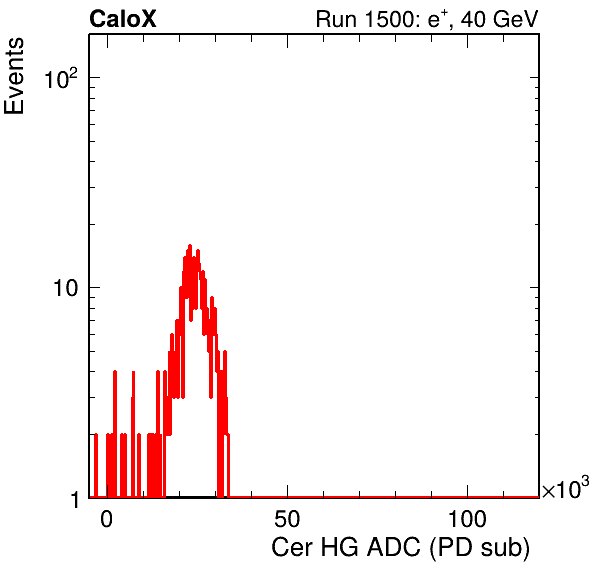 CaloX Run 1500: e⁺, 40 GeV
Events
10²
10
1
0 50 100 ×10³
Cer HG ADC (PD sub)